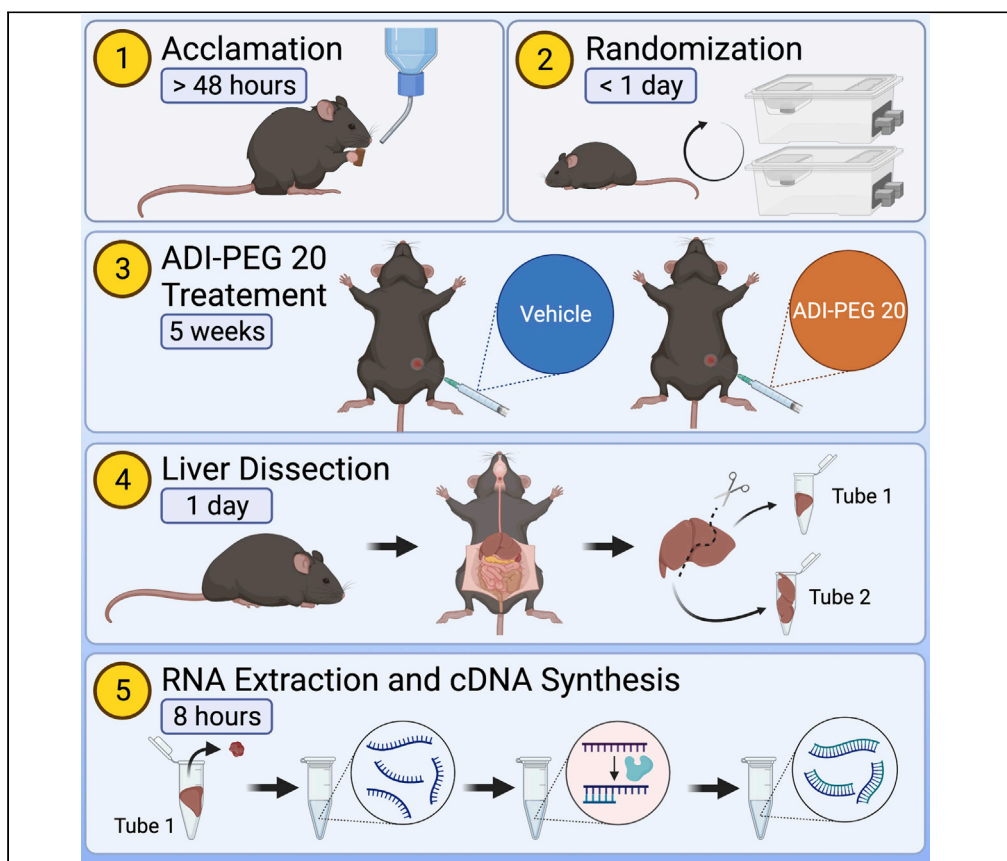 1
Acclamation
> 48 hours
2
Randomization
< 1 day
3
ADI-PEG 20
Treatement
5 weeks
Vehicle
ADI-PEG 20
4
Liver Dissection
1 day
Tube 1
Tube 2
5
RNA Extraction and cDNA Synthesis
8 hours
Tube 1